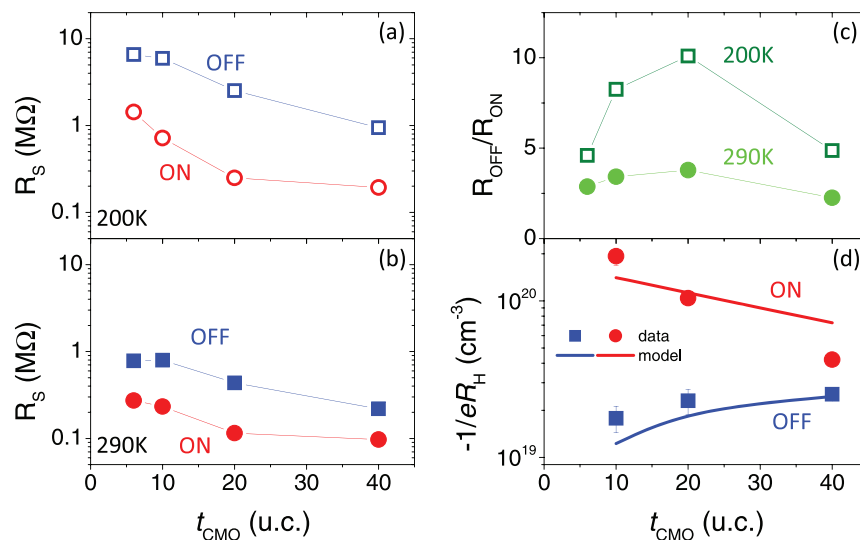 (a)
10
OFF
1
R_S (MΩ)
ON
0.1
200K
(b)
1
OFF
R_S (MΩ)
0.1
ON
290K
0 10 20 30 40
t_CMO (u.c.)
(c)
10
200K
R_OFF/R_ON
5
290K
0
(d)
ON
10^20
data
model
-1/eR_H (cm^-3)
OFF
10^19
0 10 20 30 40
t_CMO (u.c.)